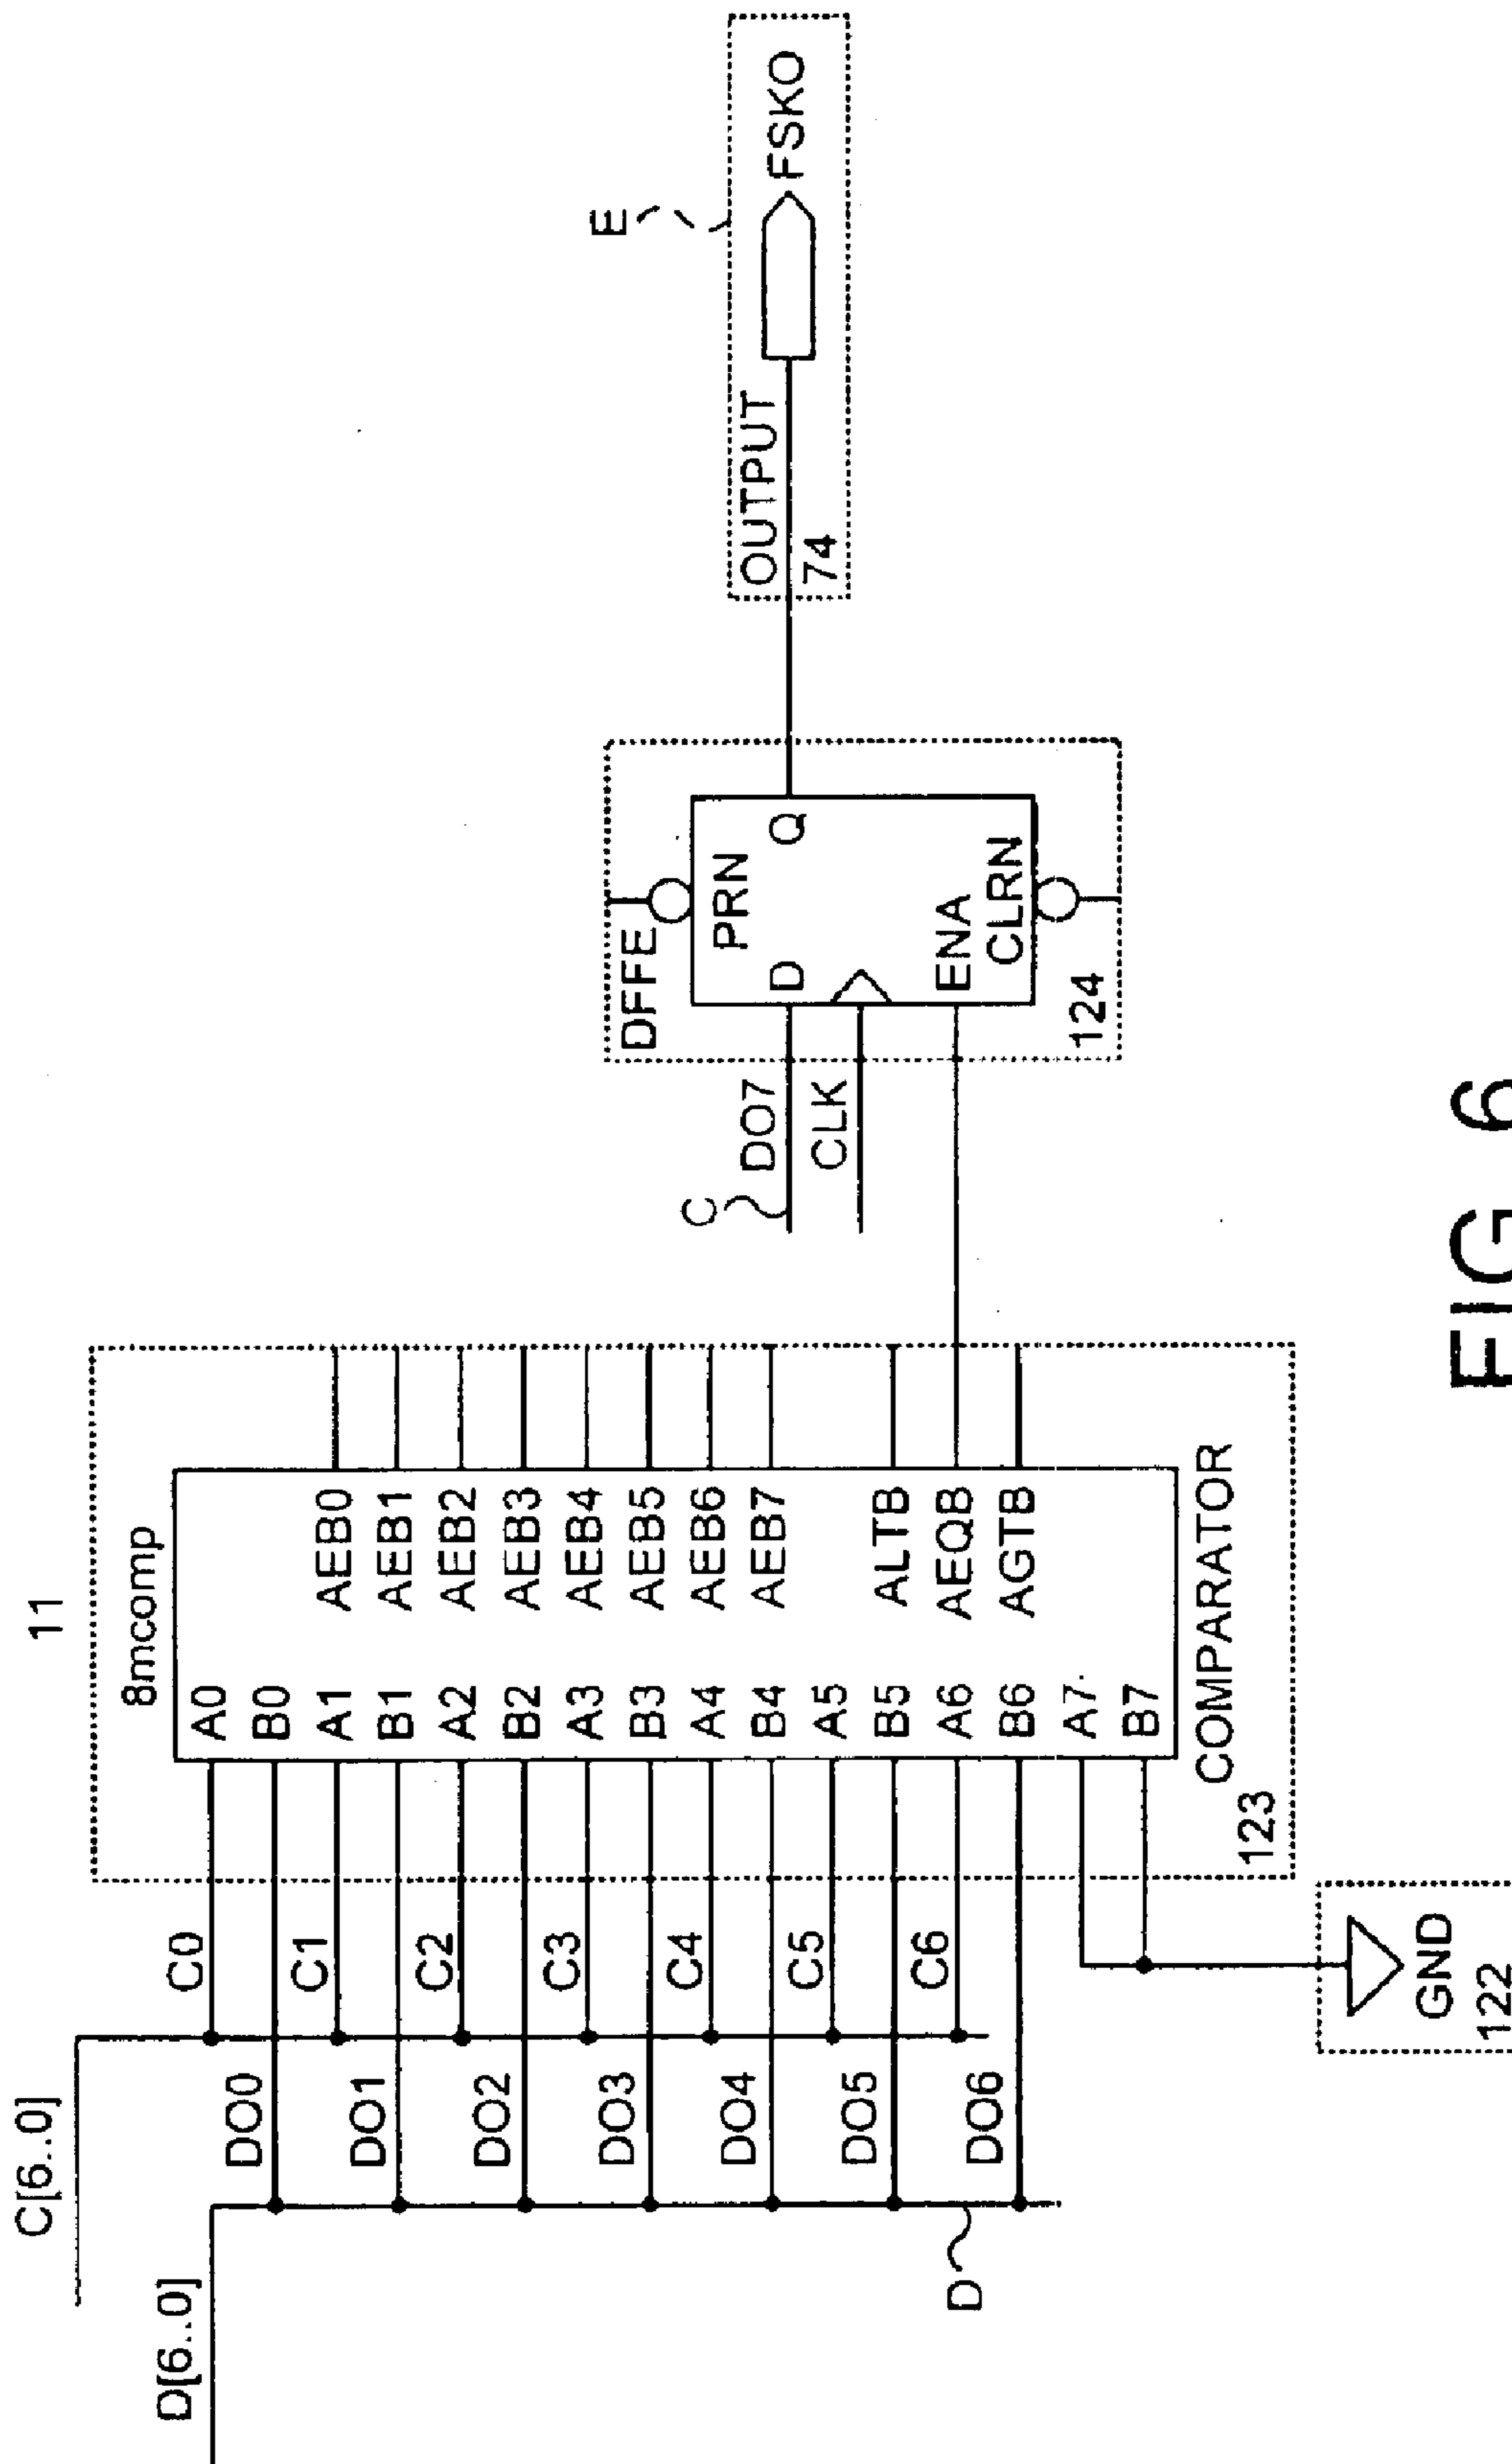 11
C[6..0]
D[6..0]
8mcomp
C0 A0
DO0 B0
C1 A1 AEB0
DO1 B1 AEB1
C2 A2 AEB2
DO2 B2 AEB3
C3 A3 AEB4
DO3 B3 AEB5
C4 A4 AEB6
DO4 B4 AEB7
C5 A5
DO5 B5 ALTB
C6 A6 AEQB
DO6 B6 AGTB
A7
B7
D
COMPARATOR
123
GND
122
C
DO7
CLK
DFFE
PRN
D Q
ENA
CLRN
124
E
OUTPUT
FSKO
74
FIG 6